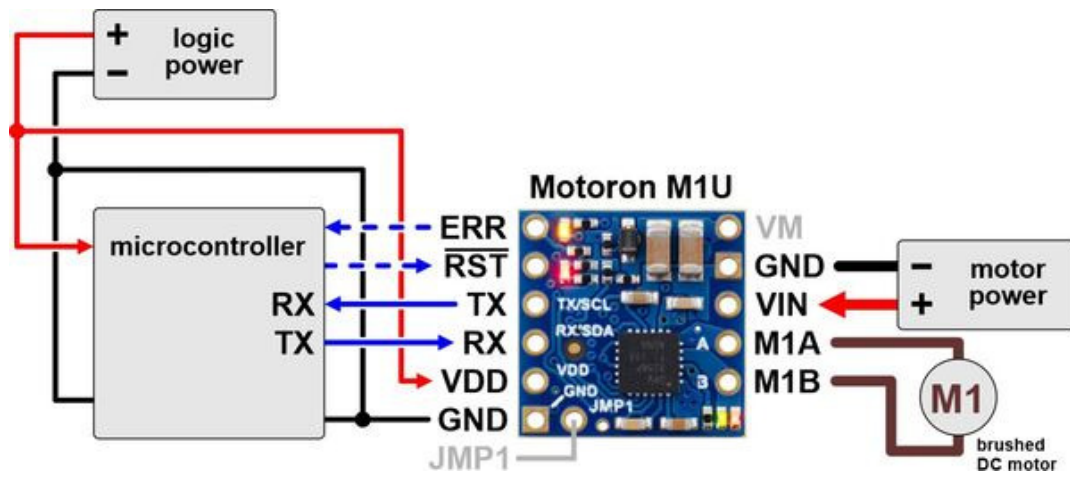 + logic
− power
Motoron M1U
microcontroller
ERR
RST
RX
TX
TX
RX
VDD
GND
JMP1
TX/SCL
RX/SDA
VDD
GND
JMP1
A
B
VM
GND
VIN
M1A
M1B
− motor
+ power
M1
brushed
DC motor